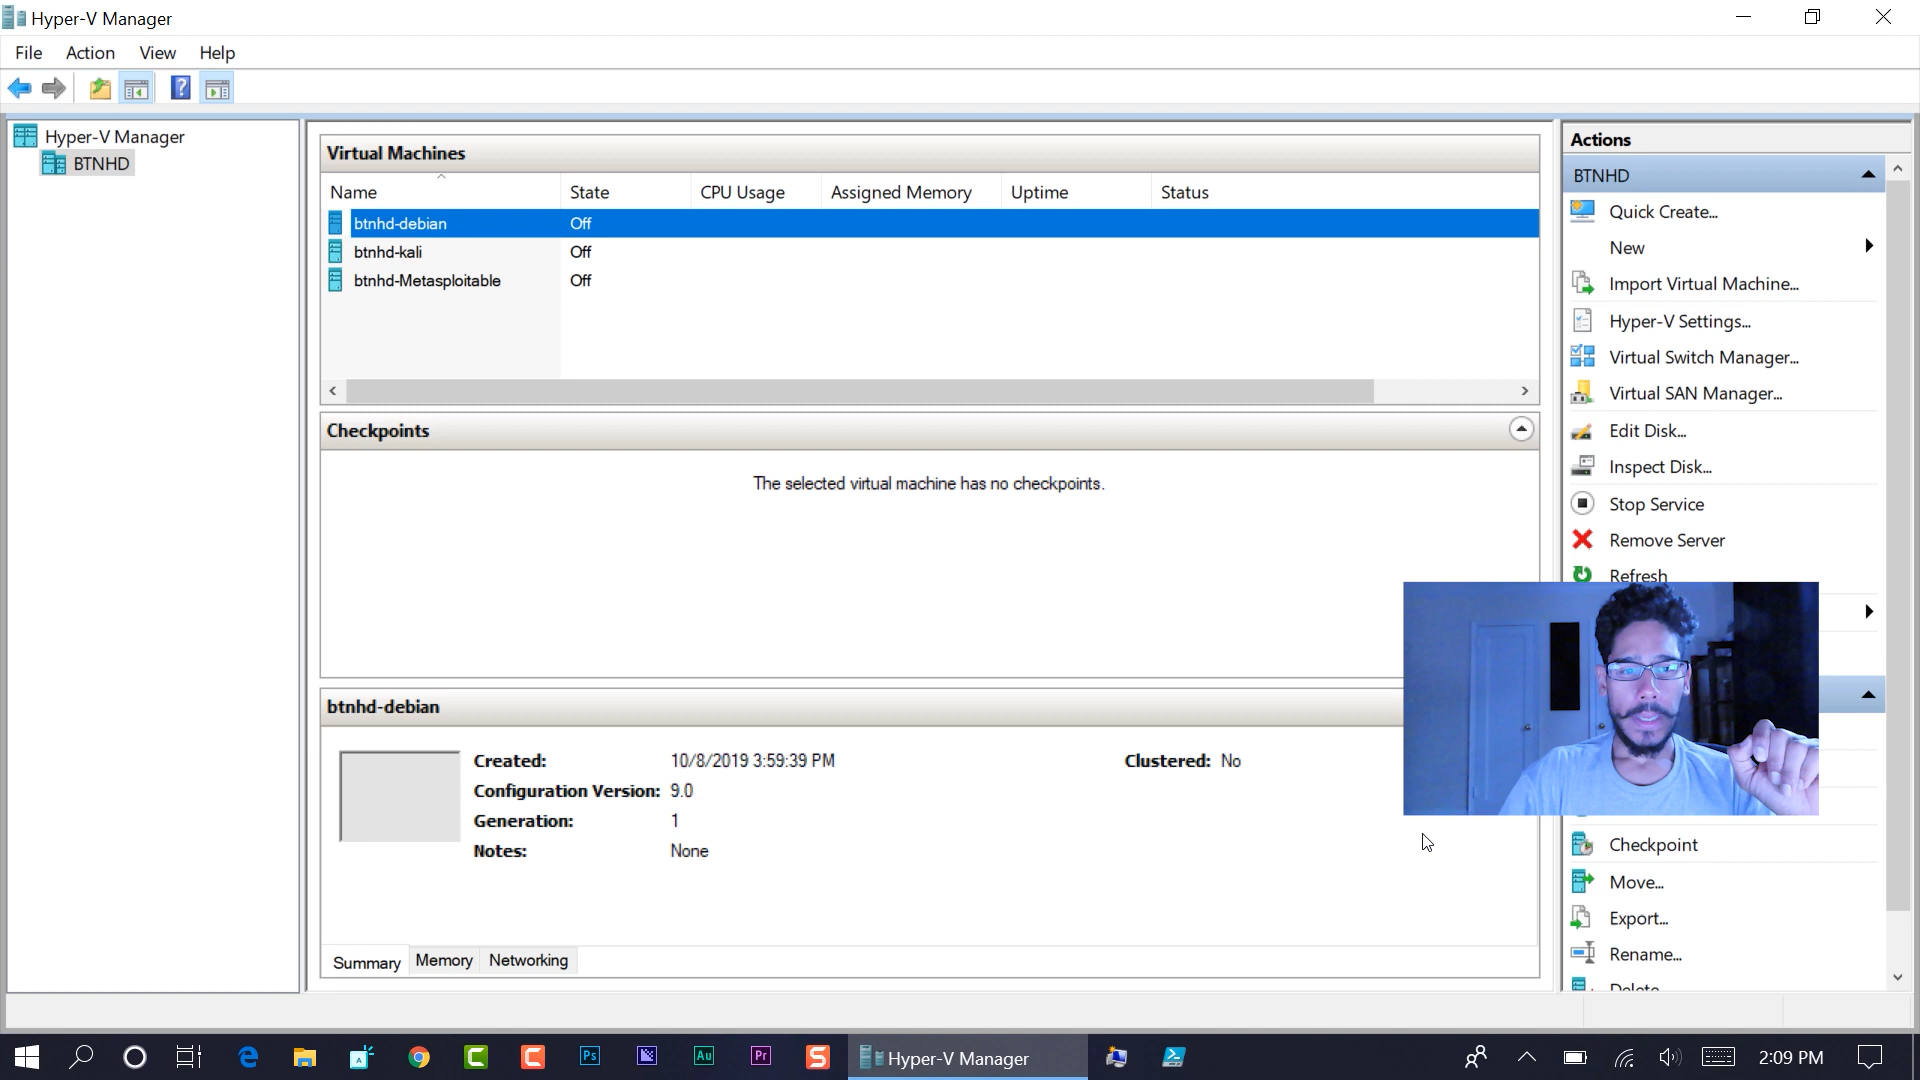 Hyper-V Manager
File Action View Help
Hyper-V Manager
BTNHD
Virtual Machines
Name State CPU Usage Assigned Memory Uptime Status
btnhd-debian Off
btnhd-kali Off
btnhd-Metasploitable Off
Checkpoints
The selected virtual machine has no checkpoints.
btnhd-debian
Created: 10/8/2019 3:59:39 PM Clustered: No
Configuration Version: 9.0
Generation: 1
Notes: None
Summary Memory Networking
Actions
BTNHD
Quick Create...
New
Import Virtual Machine...
Hyper-V Settings...
Virtual Switch Manager...
Virtual SAN Manager...
Edit Disk...
Inspect Disk...
Stop Service
Remove Server
Refresh
Checkpoint
Move...
Export...
Rename...
Delete...
Ps Au Pr Hyper-V Manager 2:09 PM